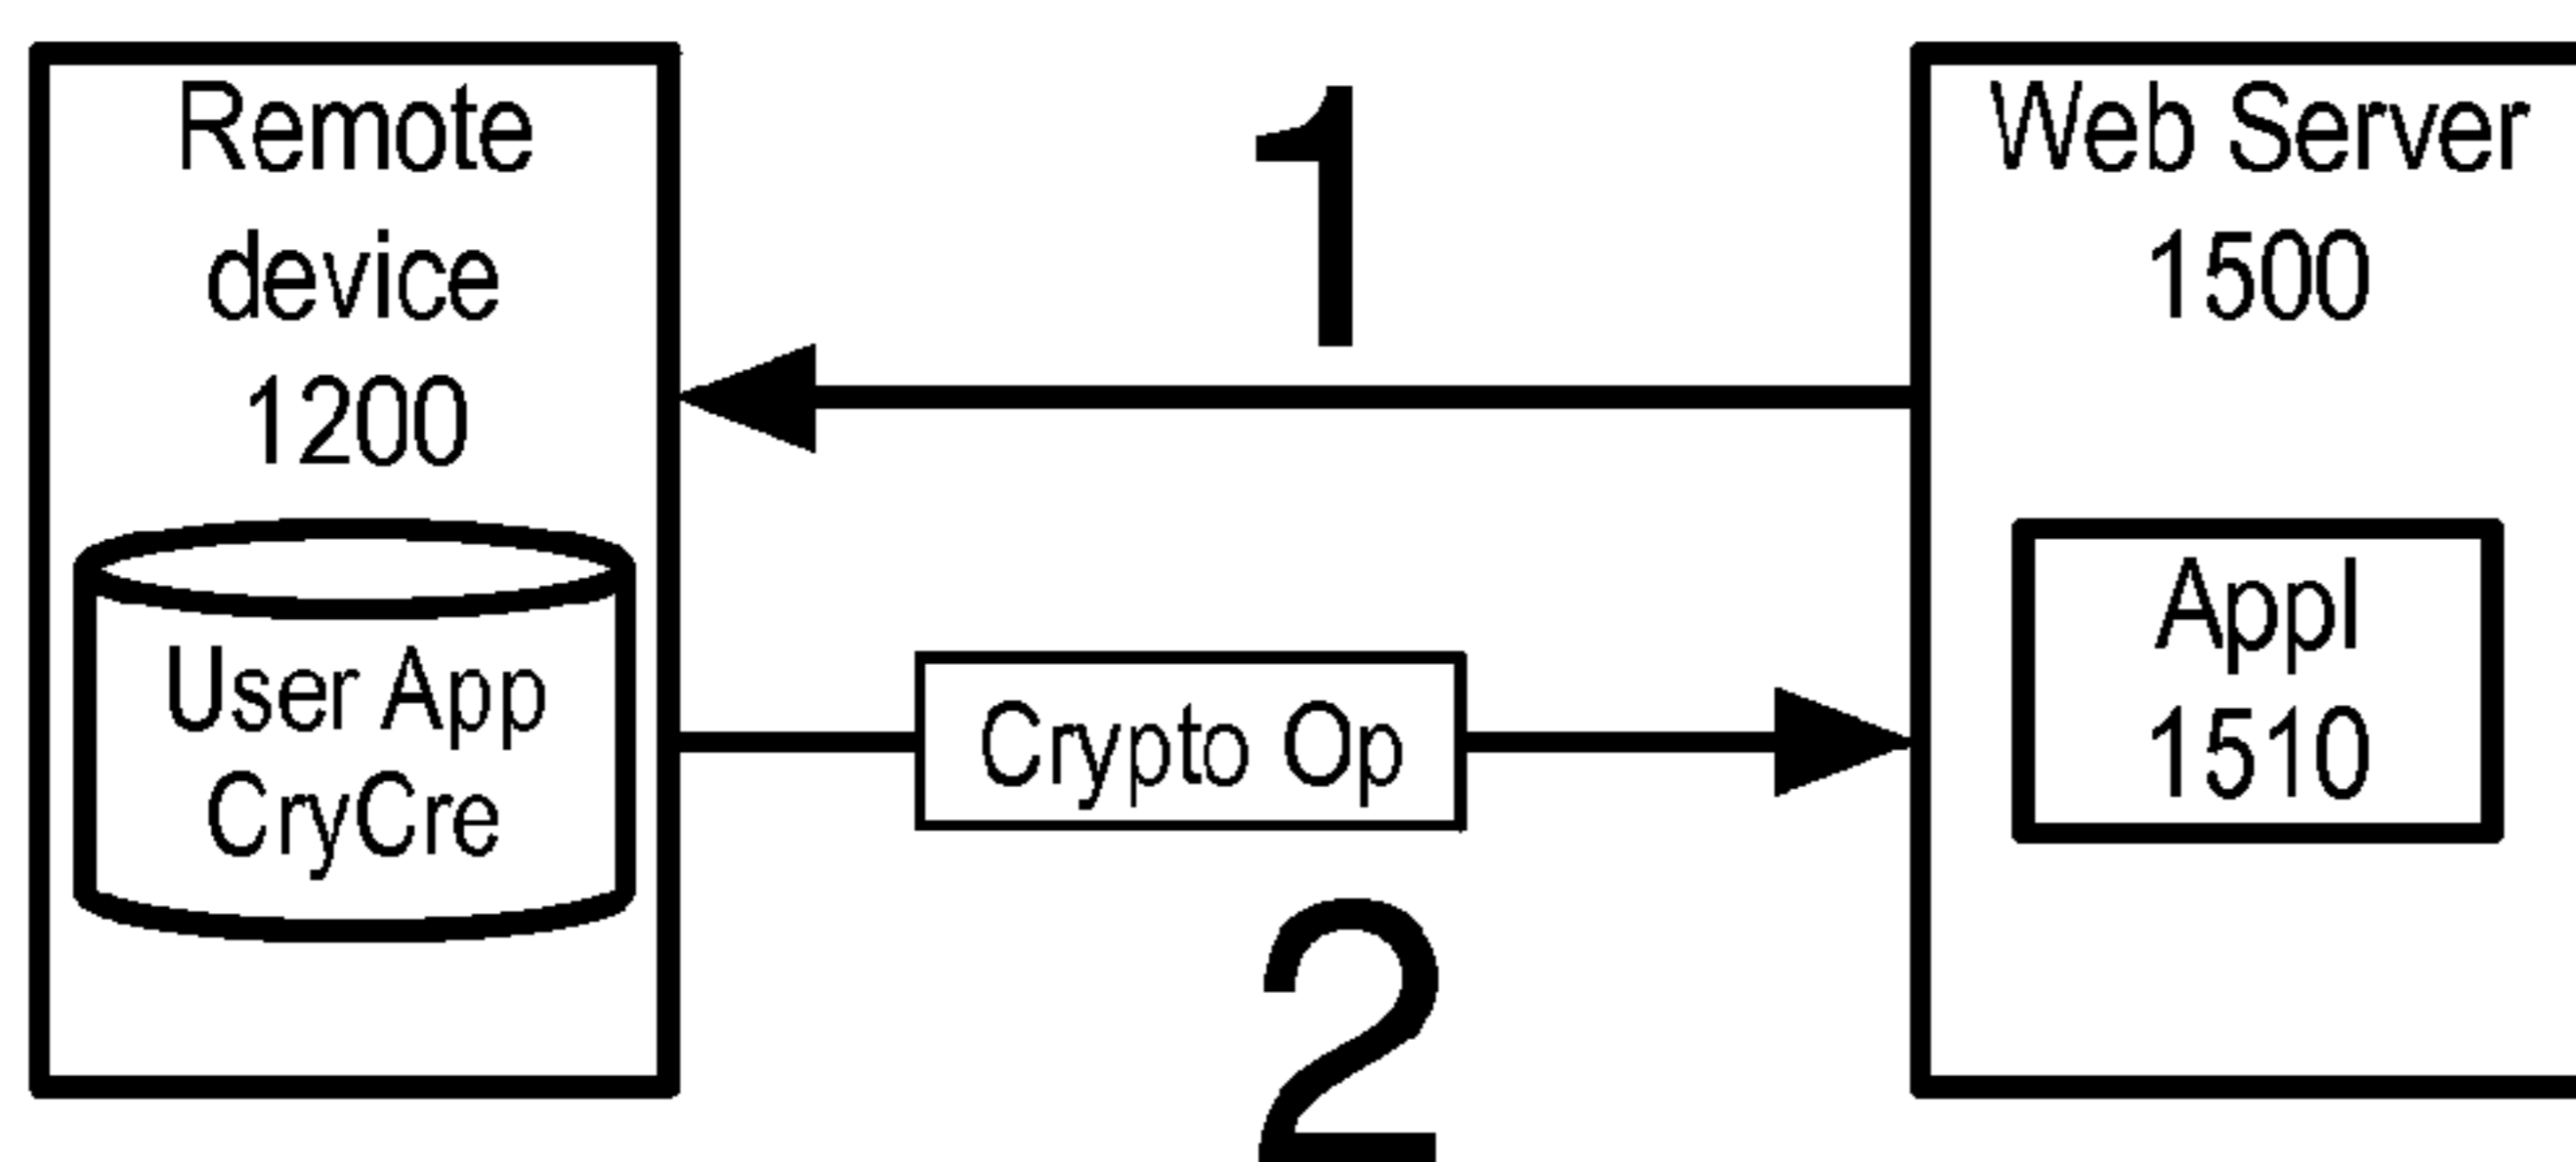 Remote
device
1200
User App
CryCre
1
Crypto Op
2
Web Server
1500
Appl
1510